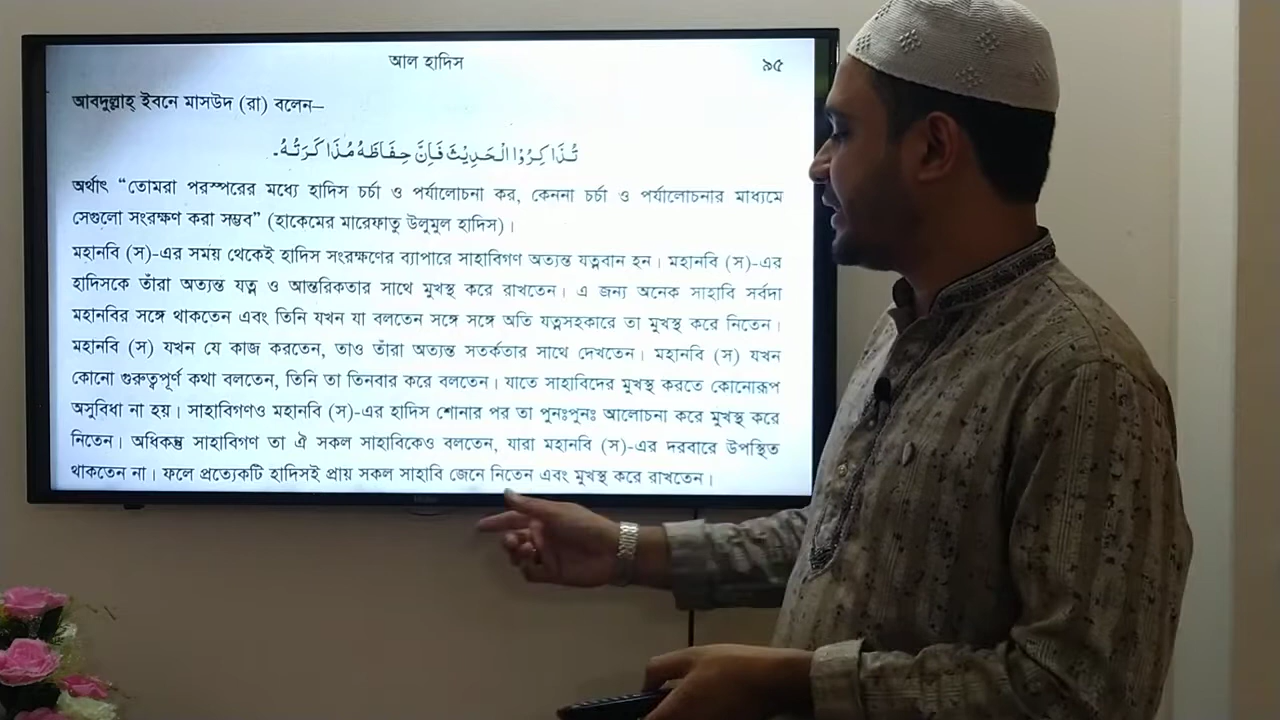 আল হাদিস ৯৫
আবদুল্লাহ্ ইবনে মাসউদ (রা) বলেন–
تُذَاكِرُوْا الْحَدِيْثَ فَإِنَّ حِفَاظَهُ مُذَاكَرَتُهُ۔
অর্থাৎ “তোমরা পরস্পরের মধ্যে হাদিস চর্চা ও পর্যালোচনা কর, কেননা চর্চা ও পর্যালোচনার মাধ্যমে
সেগুলো সংরক্ষণ করা সম্ভব” (হাকেমের মারেফাতু উলুমুল হাদিস)।
মহানবি (স)-এর সময় থেকেই হাদিস সংরক্ষণের ব্যাপারে সাহাবিগণ অত্যন্ত যত্নবান হন। মহানবি (স)-এর
হাদিসকে তাঁরা অত্যন্ত যত্ন ও আন্তরিকতার সাথে মুখস্থ করে রাখতেন। এ জন্য অনেক সাহাবি সর্বদা
মহানবির সঙ্গে থাকতেন এবং তিনি যখন যা বলতেন সঙ্গে সঙ্গে অতি যত্নসহকারে তা মুখস্থ করে নিতেন।
মহানবি (স) যখন যে কাজ করতেন, তাও তাঁরা অত্যন্ত সতর্কতার সাথে দেখতেন। মহানবি (স) যখন
কোনো গুরুত্বপূর্ণ কথা বলতেন, তিনি তা তিনবার করে বলতেন। যাতে সাহাবিদের মুখস্থ করতে কোনোরূপ
অসুবিধা না হয়। সাহাবিগণও মহানবি (স)-এর হাদিস শোনার পর তা পুনঃপুনঃ আলোচনা করে মুখস্থ করে
নিতেন। অধিকন্তু সাহাবিগণ তা ঐ সকল সাহাবিকেও বলতেন, যারা মহানবি (স)-এর দরবারে উপস্থিত
থাকতেন না। ফলে প্রত্যেকটি হাদিসই প্রায় সকল সাহাবি জেনে নিতেন এবং মুখস্থ করে রাখতেন।